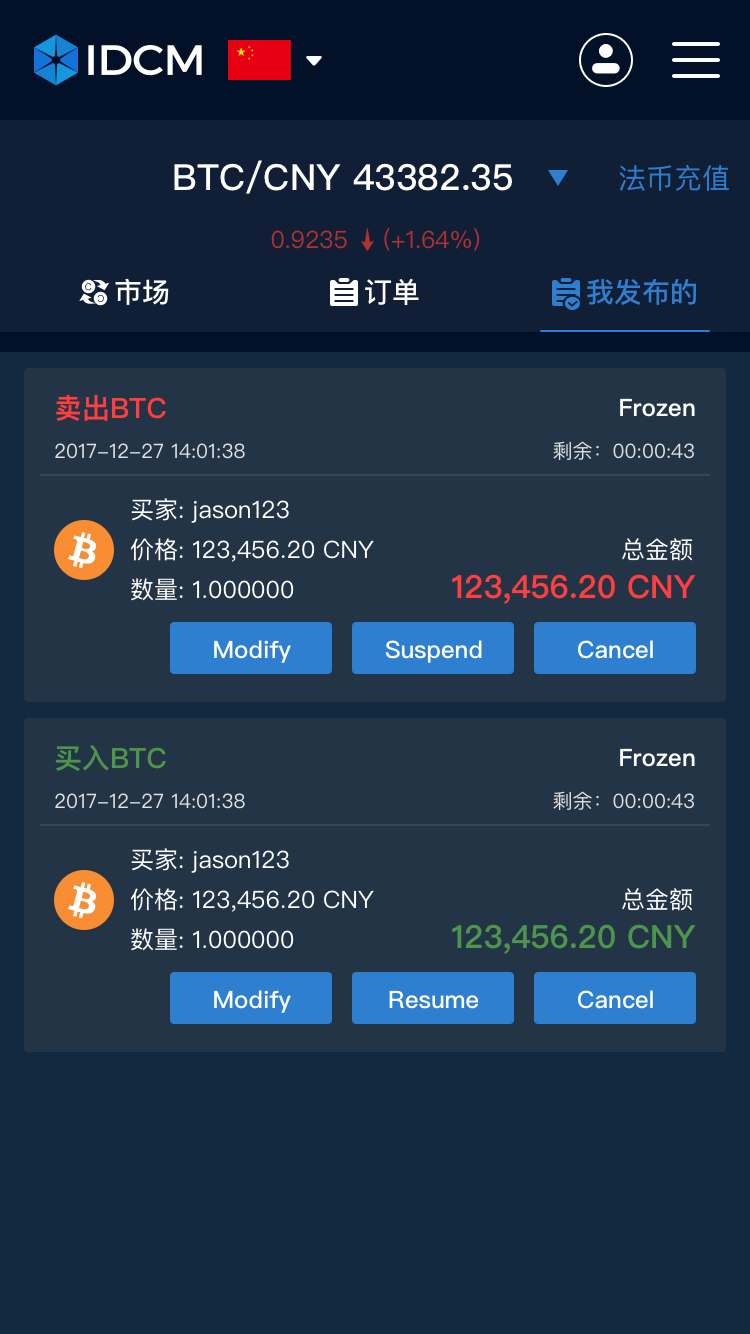 IDCM
BTC/CNY 43382.35 ▼ 法币充值
0.9235 ↓ (+1.64%)
市场 订单 我发布的
卖出BTC Frozen
2017-12-27 14:01:38 剩余：00:00:43
买家: jason123
价格: 123,456.20 CNY 总金额
数量: 1.000000 123,456.20 CNY
Modify Suspend Cancel
买入BTC Frozen
2017-12-27 14:01:38 剩余：00:00:43
买家: jason123
价格: 123,456.20 CNY 总金额
数量: 1.000000 123,456.20 CNY
Modify Resume Cancel